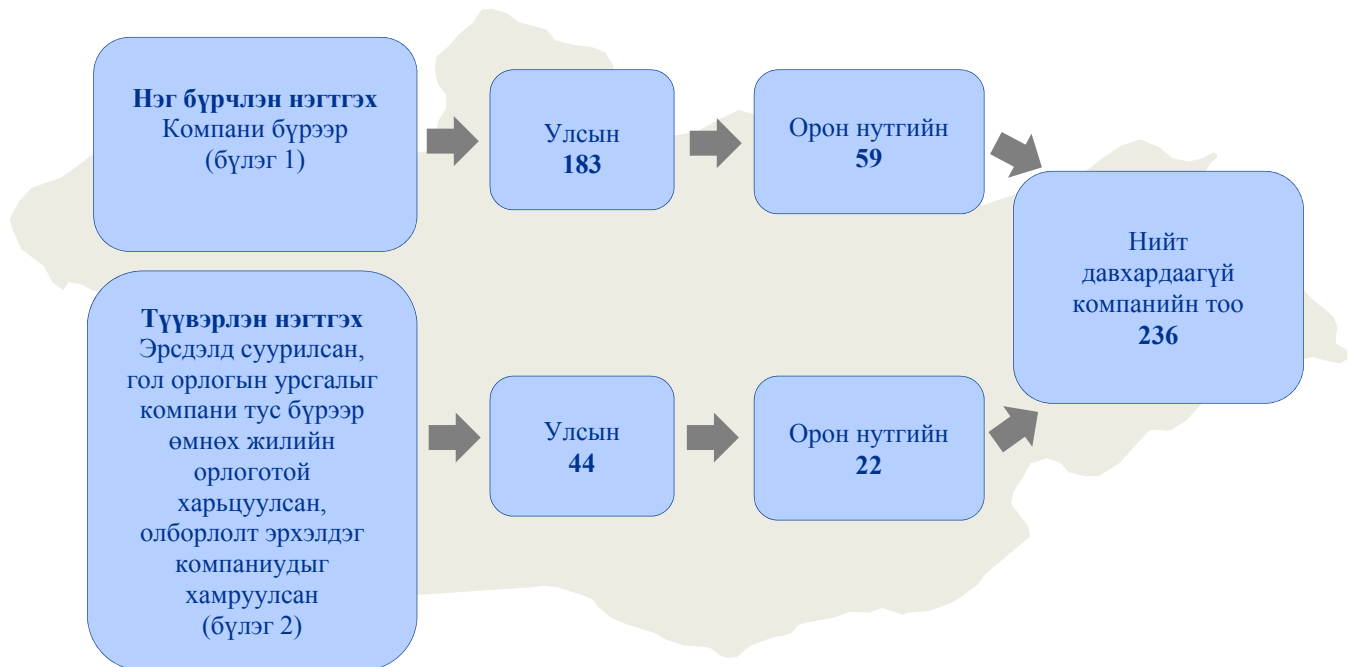 Нэг бүрчлэн нэгтгэх
Компани бүрээр
(бүлэг 1)
Улсын
183
Орон нутгийн
59
Түүвэрлэн нэгтгэх
Эрсдэлд суурилсан,
гол орлогын урсгалыг
компани тус бүрээр
өмнөх жилийн
орлоготой
харьцуулсан,
олборлолт эрхэлдэг
компаниудыг
хамруулсан
(бүлэг 2)
Улсын
44
Орон нутгийн
22
Нийт
давхардаагүй
компанийн тоо
236